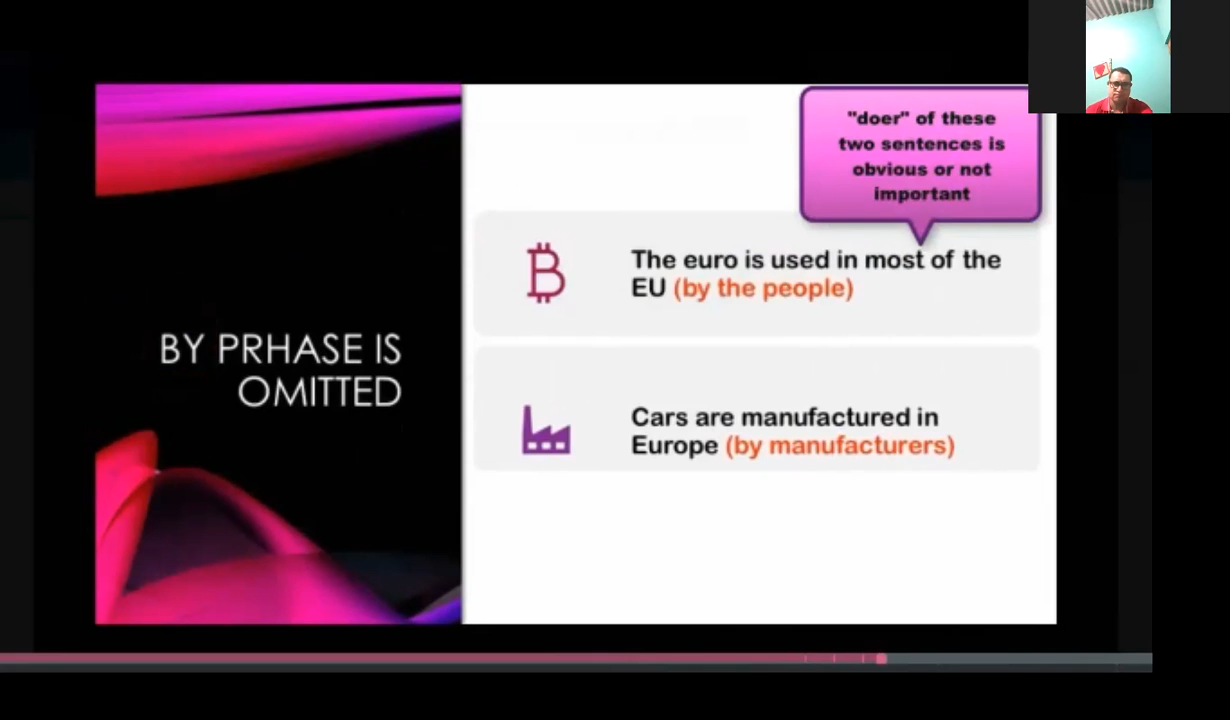 "doer" of these
two sentences is
obvious or not
important
The euro is used in most of the
EU (by the people)
BY PRHASE IS
OMITTED
Cars are manufactured in
Europe (by manufacturers)